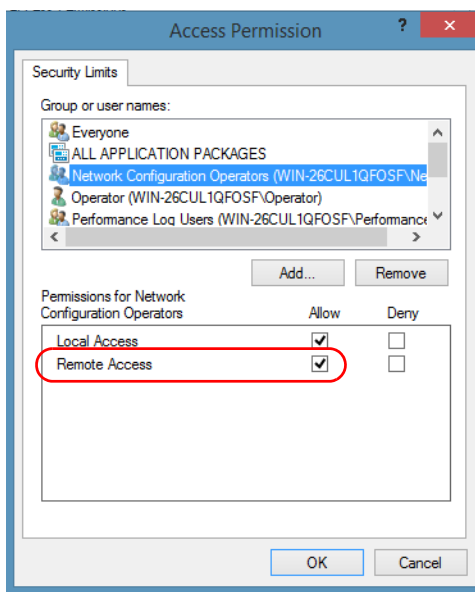 Access Permission
?
Security Limits
Group or user names:
Everyone
ALL APPLICATION PACKAGES
Network Configuration Operators (WIN-26CUL1QFOSF\Ne
Operator (WIN-26CUL1QFOSF\Operator)
Performance Log Users (WIN-26CUL1QFOSF\Performance
Add... Remove
Permissions for Network
Configuration Operators Allow Deny
Local Access
Remote Access
OK Cancel